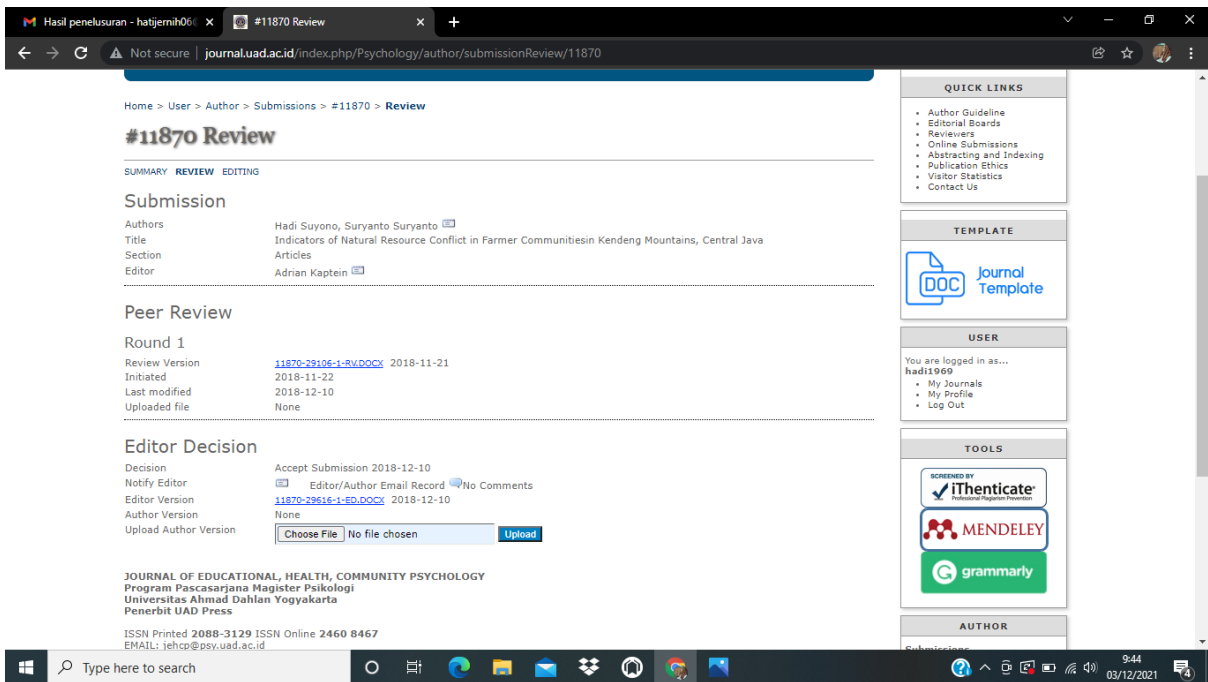 Hasil penelusuran - hatijernih06
#11870 Review
Not secure | journal.uad.ac.id/index.php/Psychology/author/submissionReview/11870
Home > User > Author > Submissions > #11870 > Review
#11870 Review
SUMMARY REVIEW EDITING
Submission
Authors Hadi Suyono, Suryanto Suryanto
Title Indicators of Natural Resource Conflict in Farmer Communitiesin Kendeng Mountains, Central Java
Section Articles
Editor Adrian Kaptein
Peer Review
Round 1
Review Version 11870-29106-1-RV.DOCX 2018-11-21
Initiated 2018-11-22
Last modified 2018-12-10
Uploaded file None
Editor Decision
Decision Accept Submission 2018-12-10
Notify Editor Editor/Author Email Record No Comments
Editor Version 11870-29616-1-ED.DOCX 2018-12-10
Author Version None
Upload Author Version Choose File No file chosen Upload
JOURNAL OF EDUCATIONAL, HEALTH, COMMUNITY PSYCHOLOGY
Program Pascasarjana Magister Psikologi
Universitas Ahmad Dahlan Yogyakarta
Penerbit UAD Press
ISSN Printed 2088-3129 ISSN Online 2460 8467
EMAIL: jehcp@psy.uad.ac.id
QUICK LINKS
Author Guideline
Editorial Boards
Reviewers
Online Submissions
Abstracting and Indexing
Publication Ethics
Visitor Statistics
Contact Us
TEMPLATE
DOC
Journal
Template
USER
You are logged in as...
hadi1969
My Journals
My Profile
Log Out
TOOLS
SCREENED BY
iThenticate
Professional Plagiarism Prevention
MENDELEY
G grammarly
AUTHOR
Submissions
Type here to search
9:44
03/12/2021
4